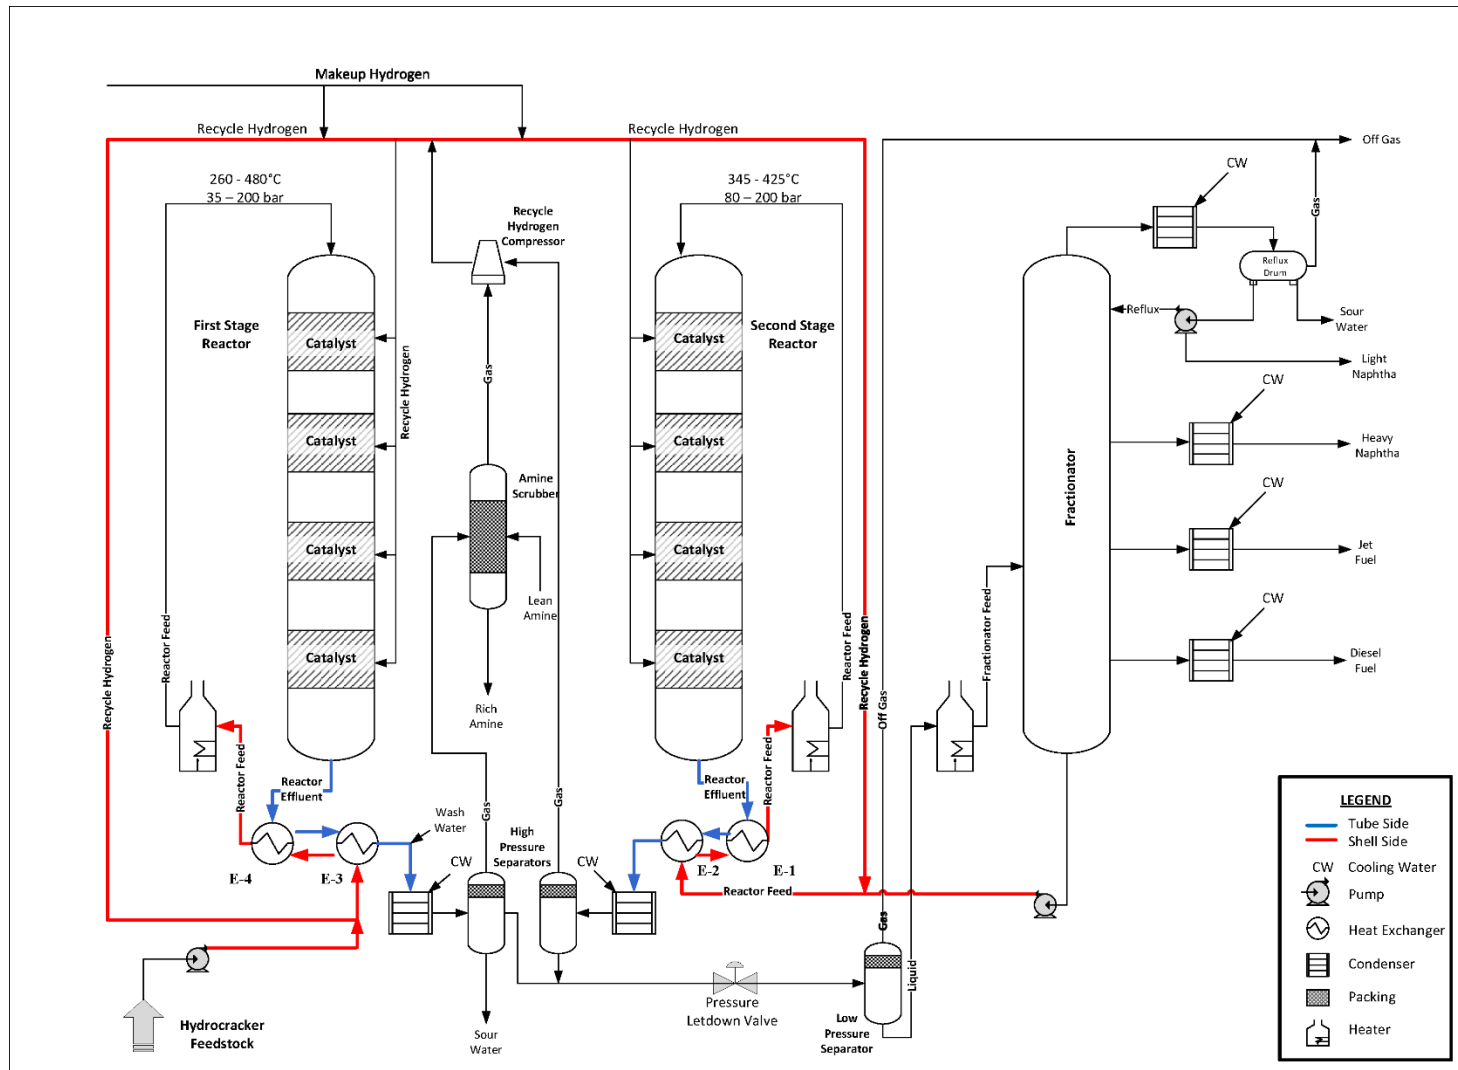 Makeup Hydrogen
Recycle Hydrogen
Recycle Hydrogen
260 - 480°C
35 – 200 bar
345 - 425°C
80 – 200 bar
Recycle
Hydrogen
Compressor
First Stage
Reactor
Second Stage
Reactor
Catalyst
Catalyst
Catalyst
Catalyst
Catalyst
Catalyst
Catalyst
Catalyst
Recycle Hydrogen
Gas
Amine
Scrubber
Lean
Amine
Rich
Amine
Reactor Feed
Recycle Hydrogen
Reactor Feed
Reactor
Effluent
Wash
Water
E-4
E-3
CW
Gas
High
Pressure
Separators
Gas
CW
Reactor
Effluent
E-2
E-1
Reactor Feed
Reactor Feed
Recycle Hydrogen
Reactor Feed
Hydrocracker
Feedstock
Sour
Water
Pressure
Letdown Valve
Low
Pressure
Separator
Gas
Liquid
Off Gas
Fractionator Feed
Fractionator
CW
Reflux
Drum
Gas
Off Gas
Reflux
Sour
Water
Light
Naphtha
CW
Heavy
Naphtha
CW
Jet
Fuel
CW
Diesel
Fuel
LEGEND
Tube Side
Shell Side
CW Cooling Water
Pump
Heat Exchanger
Condenser
Packing
Heater